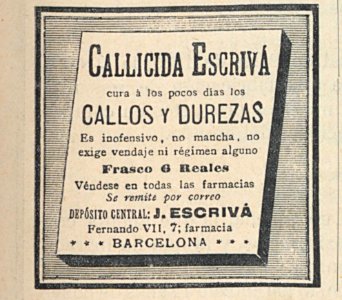 CALLICIDA ESCRIVÁ
cura à los pocos días los
CALLOS Y DUREZAS
Es inofensivo, no mancha, no
exige vendaje ni régimen alguno
Frasco 6 Reales
Véndese en todas las farmacias
Se remite por correo
DEPÓSITO CENTRAL: J. ESCRIVÁ
Fernando VII, 7; farmacia
* * * BARCELONA * * *